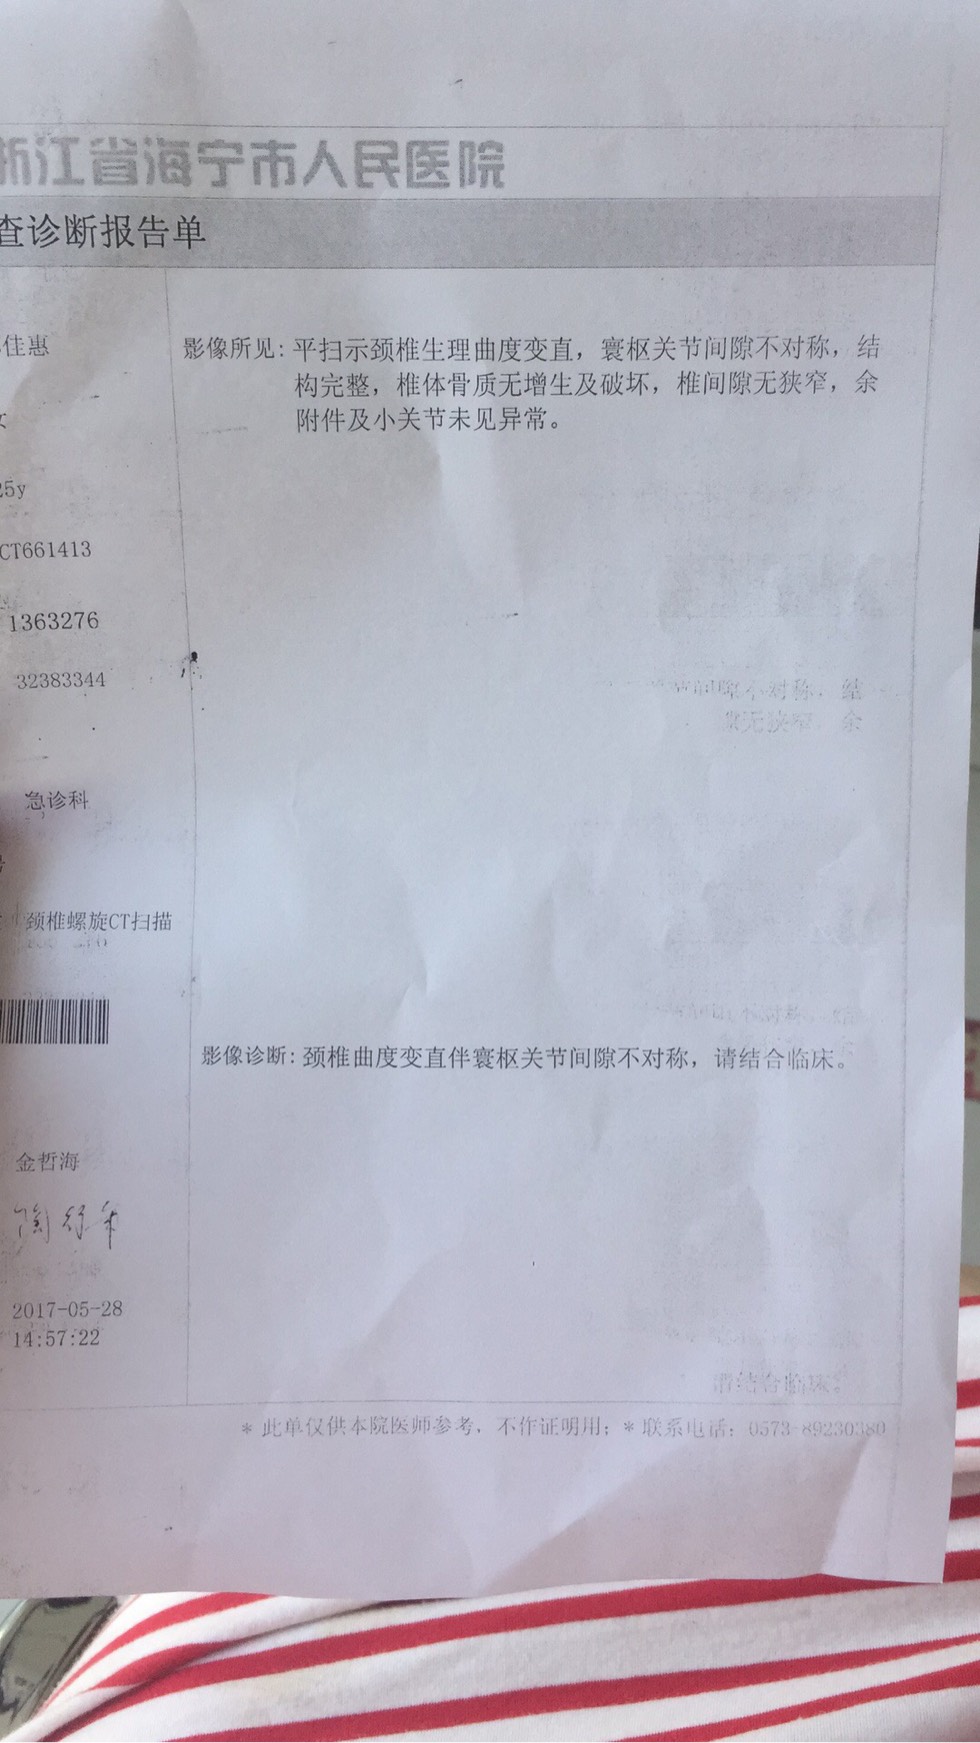 浙江省海宁市人民医院
查诊断报告单
佳惠
影像所见: 平扫示颈椎生理曲度变直，寰枢关节间隙不对称，结
构完整，椎体骨质无增生及破坏，椎间隙无狭窄，余
附件及小关节未见异常。
女
25y
CT661413
1363276
32383344
急诊科
号
颈椎螺旋CT扫描
影像诊断: 颈椎曲度变直伴寰枢关节间隙不对称，请结合临床。
金哲海
2017-05-28
14:57:22
* 此单仅供本院医师参考，不作证明用; * 联系电话: 0573-89230380